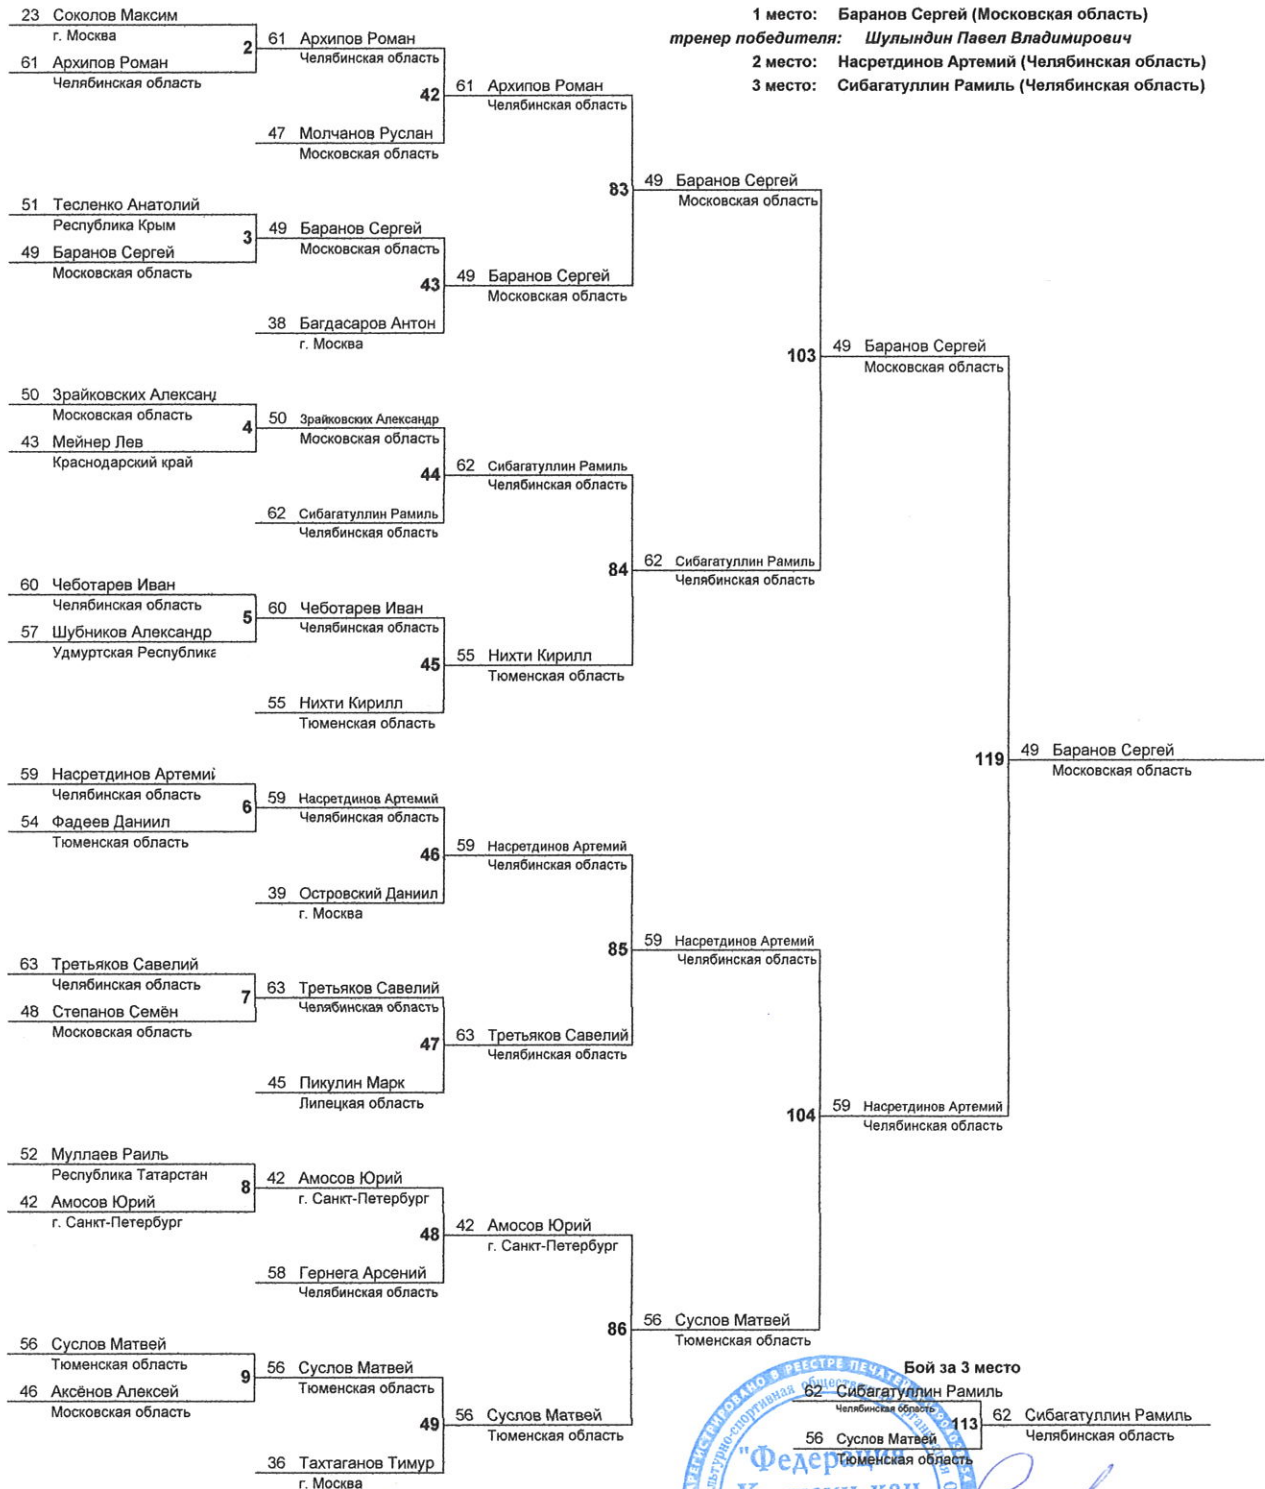 1 место: Баранов Сергей (Московская область)
тренер победителя: Шулындин Павел Владимирович
2 место: Насретдинов Артемий (Челябинская область)
3 место: Сибагатуллин Рамиль (Челябинская область)
23 Соколов Максим
г. Москва
2
61 Архипов Роман
Челябинская область
61 Архипов Роман
Челябинская область
42
47 Молчанов Руслан
Московская область
61 Архипов Роман
Челябинская область
83
51 Тесленко Анатолий
Республика Крым
3
49 Баранов Сергей
Московская область
49 Баранов Сергей
Московская область
43
38 Багдасаров Антон
г. Москва
49 Баранов Сергей
Московская область
49 Баранов Сергей
Московская область
103
50 Зрайковских Александ
Московская область
4
43 Мейнер Лев
Краснодарский край
50 Зрайковских Александр
Московская область
44
62 Сибагатуллин Рамиль
Челябинская область
62 Сибагатуллин Рамиль
Челябинская область
84
60 Чеботарев Иван
Челябинская область
5
57 Шубников Александр
Удмуртская Республика
60 Чеботарев Иван
Челябинская область
45
55 Нихти Кирилл
Тюменская область
55 Нихти Кирилл
Тюменская область
62 Сибагатуллин Рамиль
Челябинская область
49 Баранов Сергей
Московская область
119
49 Баранов Сергей
Московская область
59 Насретдинов Артемий
Челябинская область
6
54 Фадеев Даниил
Тюменская область
59 Насретдинов Артемий
Челябинская область
46
39 Островский Даниил
г. Москва
59 Насретдинов Артемий
Челябинская область
85
63 Третьяков Савелий
Челябинская область
7
48 Степанов Семён
Московская область
63 Третьяков Савелий
Челябинская область
47
45 Пикулин Марк
Липецкая область
63 Третьяков Савелий
Челябинская область
59 Насретдинов Артемий
Челябинская область
104
52 Муллаев Раиль
Республика Татарстан
8
42 Амосов Юрий
г. Санкт-Петербург
42 Амосов Юрий
г. Санкт-Петербург
48
58 Гернега Арсений
Челябинская область
42 Амосов Юрий
г. Санкт-Петербург
86
56 Суслов Матвей
Тюменская область
9
46 Аксёнов Алексей
Московская область
56 Суслов Матвей
Тюменская область
49
36 Тахтаганов Тимур
г. Москва
56 Суслов Матвей
Тюменская область
56 Суслов Матвей
Тюменская область
59 Насретдинов Артемий
Челябинская область
Бой за 3 место
62 Сибагатуллин Рамиль
Челябинская область
113
56 Суслов Матвей
Тюменская область
62 Сибагатуллин Рамиль
Челябинская область
"Федерация